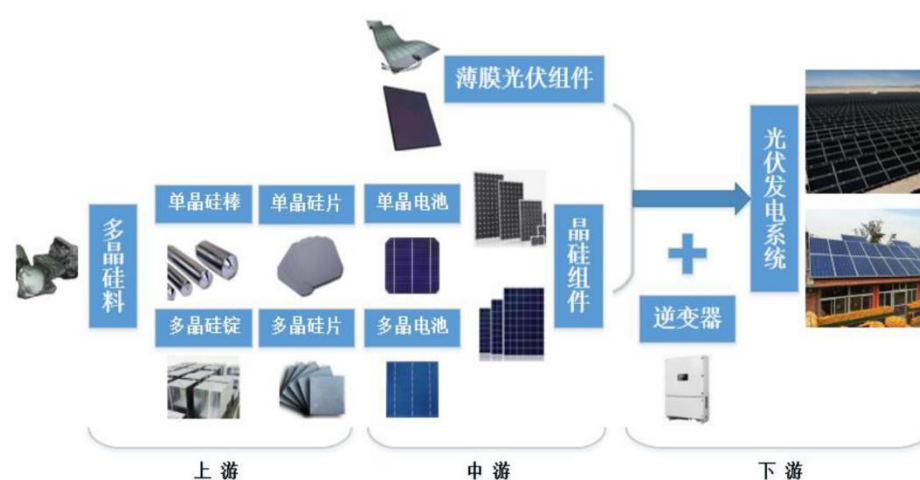 薄膜光伏组件
光伏发电系统
多晶硅料
单晶硅棒
单晶硅片
单晶电池
晶硅组件
多晶硅锭
多晶硅片
多晶电池
逆变器
上游
中游
下游